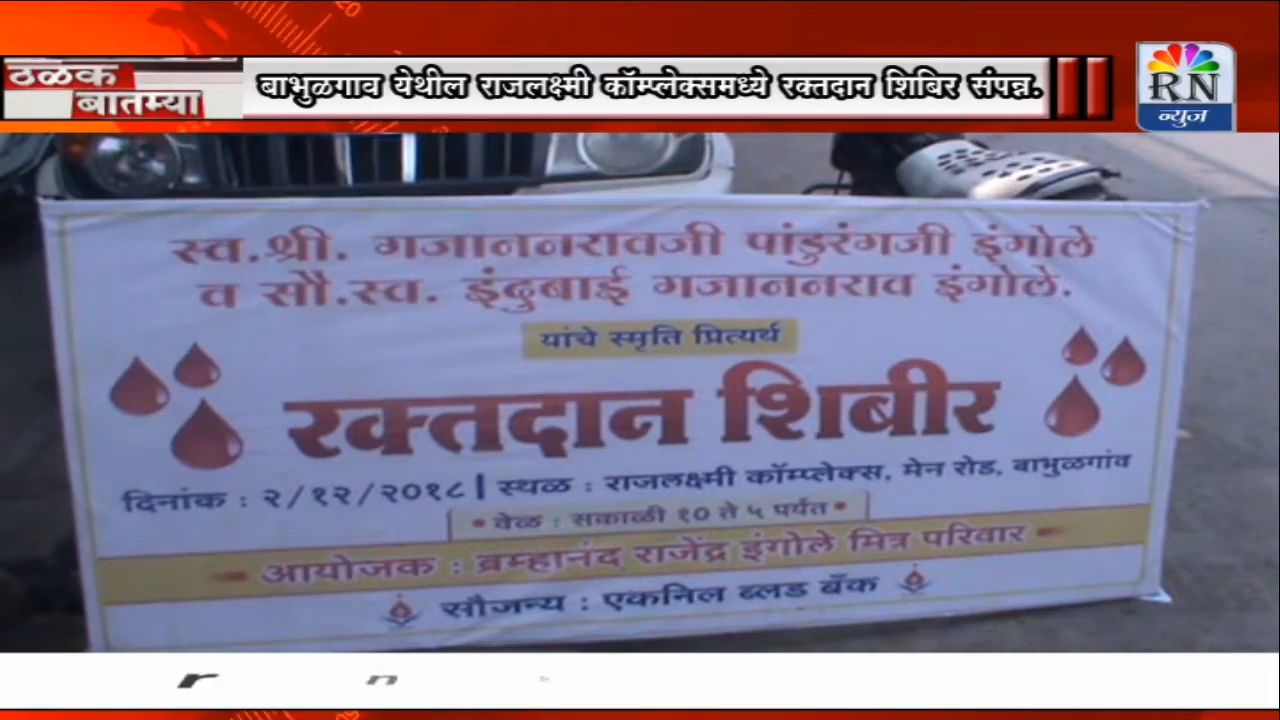 ठळक
बातम्या
बाभुळगाव येथील राजलक्ष्मी कॉम्प्लेक्समध्ये रक्तदान शिबिर संपन्न.
RN
न्युज
स्व.श्री. गजाननरावजी पांडुरंगजी इंगोले
व सौ.स्व. इंदुबाई गजाननराव इंगोले.
यांचे स्मृति प्रित्यर्थ
रक्तदान शिबीर
दिनांक : २/१२/२०१८ | स्थळ : राजलक्ष्मी कॉम्प्लेक्स, मेन रोड, बाभुळगांव
• वेळ : सकाळी १० ते ५ पर्यंत •
आयोजक : ब्रम्हानंद राजेंद्र इंगोले मित्र परिवार
सौजन्य : एकनिल ब्लड बँक
r n